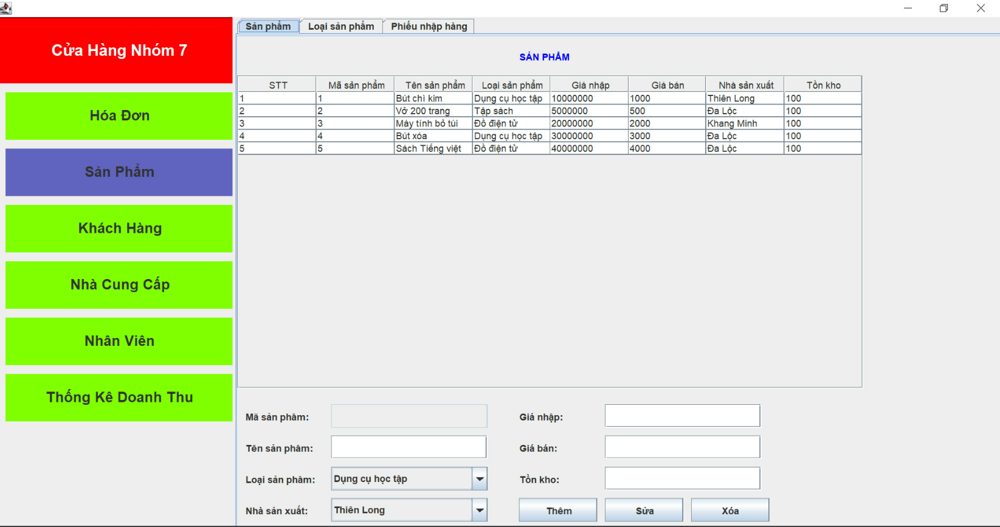 Cửa Hàng Nhóm 7
Hóa Đơn
Sản Phẩm
Khách Hàng
Nhà Cung Cấp
Nhân Viên
Thống Kê Doanh Thu
Sản phẩm Loại sản phẩm Phiếu nhập hàng
SẢN PHẨM
STT Mã sản phẩm Tên sản phẩm Loại sản phẩm Giá nhập Giá bán Nhà sản xuất Tồn kho
1 1 Bút chì kim Dụng cụ học tập 10000000 1000 Thiên Long 100
2 2 Vở 200 trang Tập sách 5000000 500 Đa Lộc 100
3 3 Máy tính bỏ túi Đồ điện tử 20000000 2000 Khang Minh 100
4 4 Bút xóa Dụng cụ học tập 30000000 3000 Đa Lộc 100
5 5 Sách Tiếng việt Đồ điện tử 40000000 4000 Đa Lộc 100
Mã sản phâm: Giá nhập:
Tên sản phâm: Giá bán:
Loại sản phâm: Dụng cụ học tập Tồn kho:
Nhà sản xuất: Thiên Long Thêm Sửa Xóa